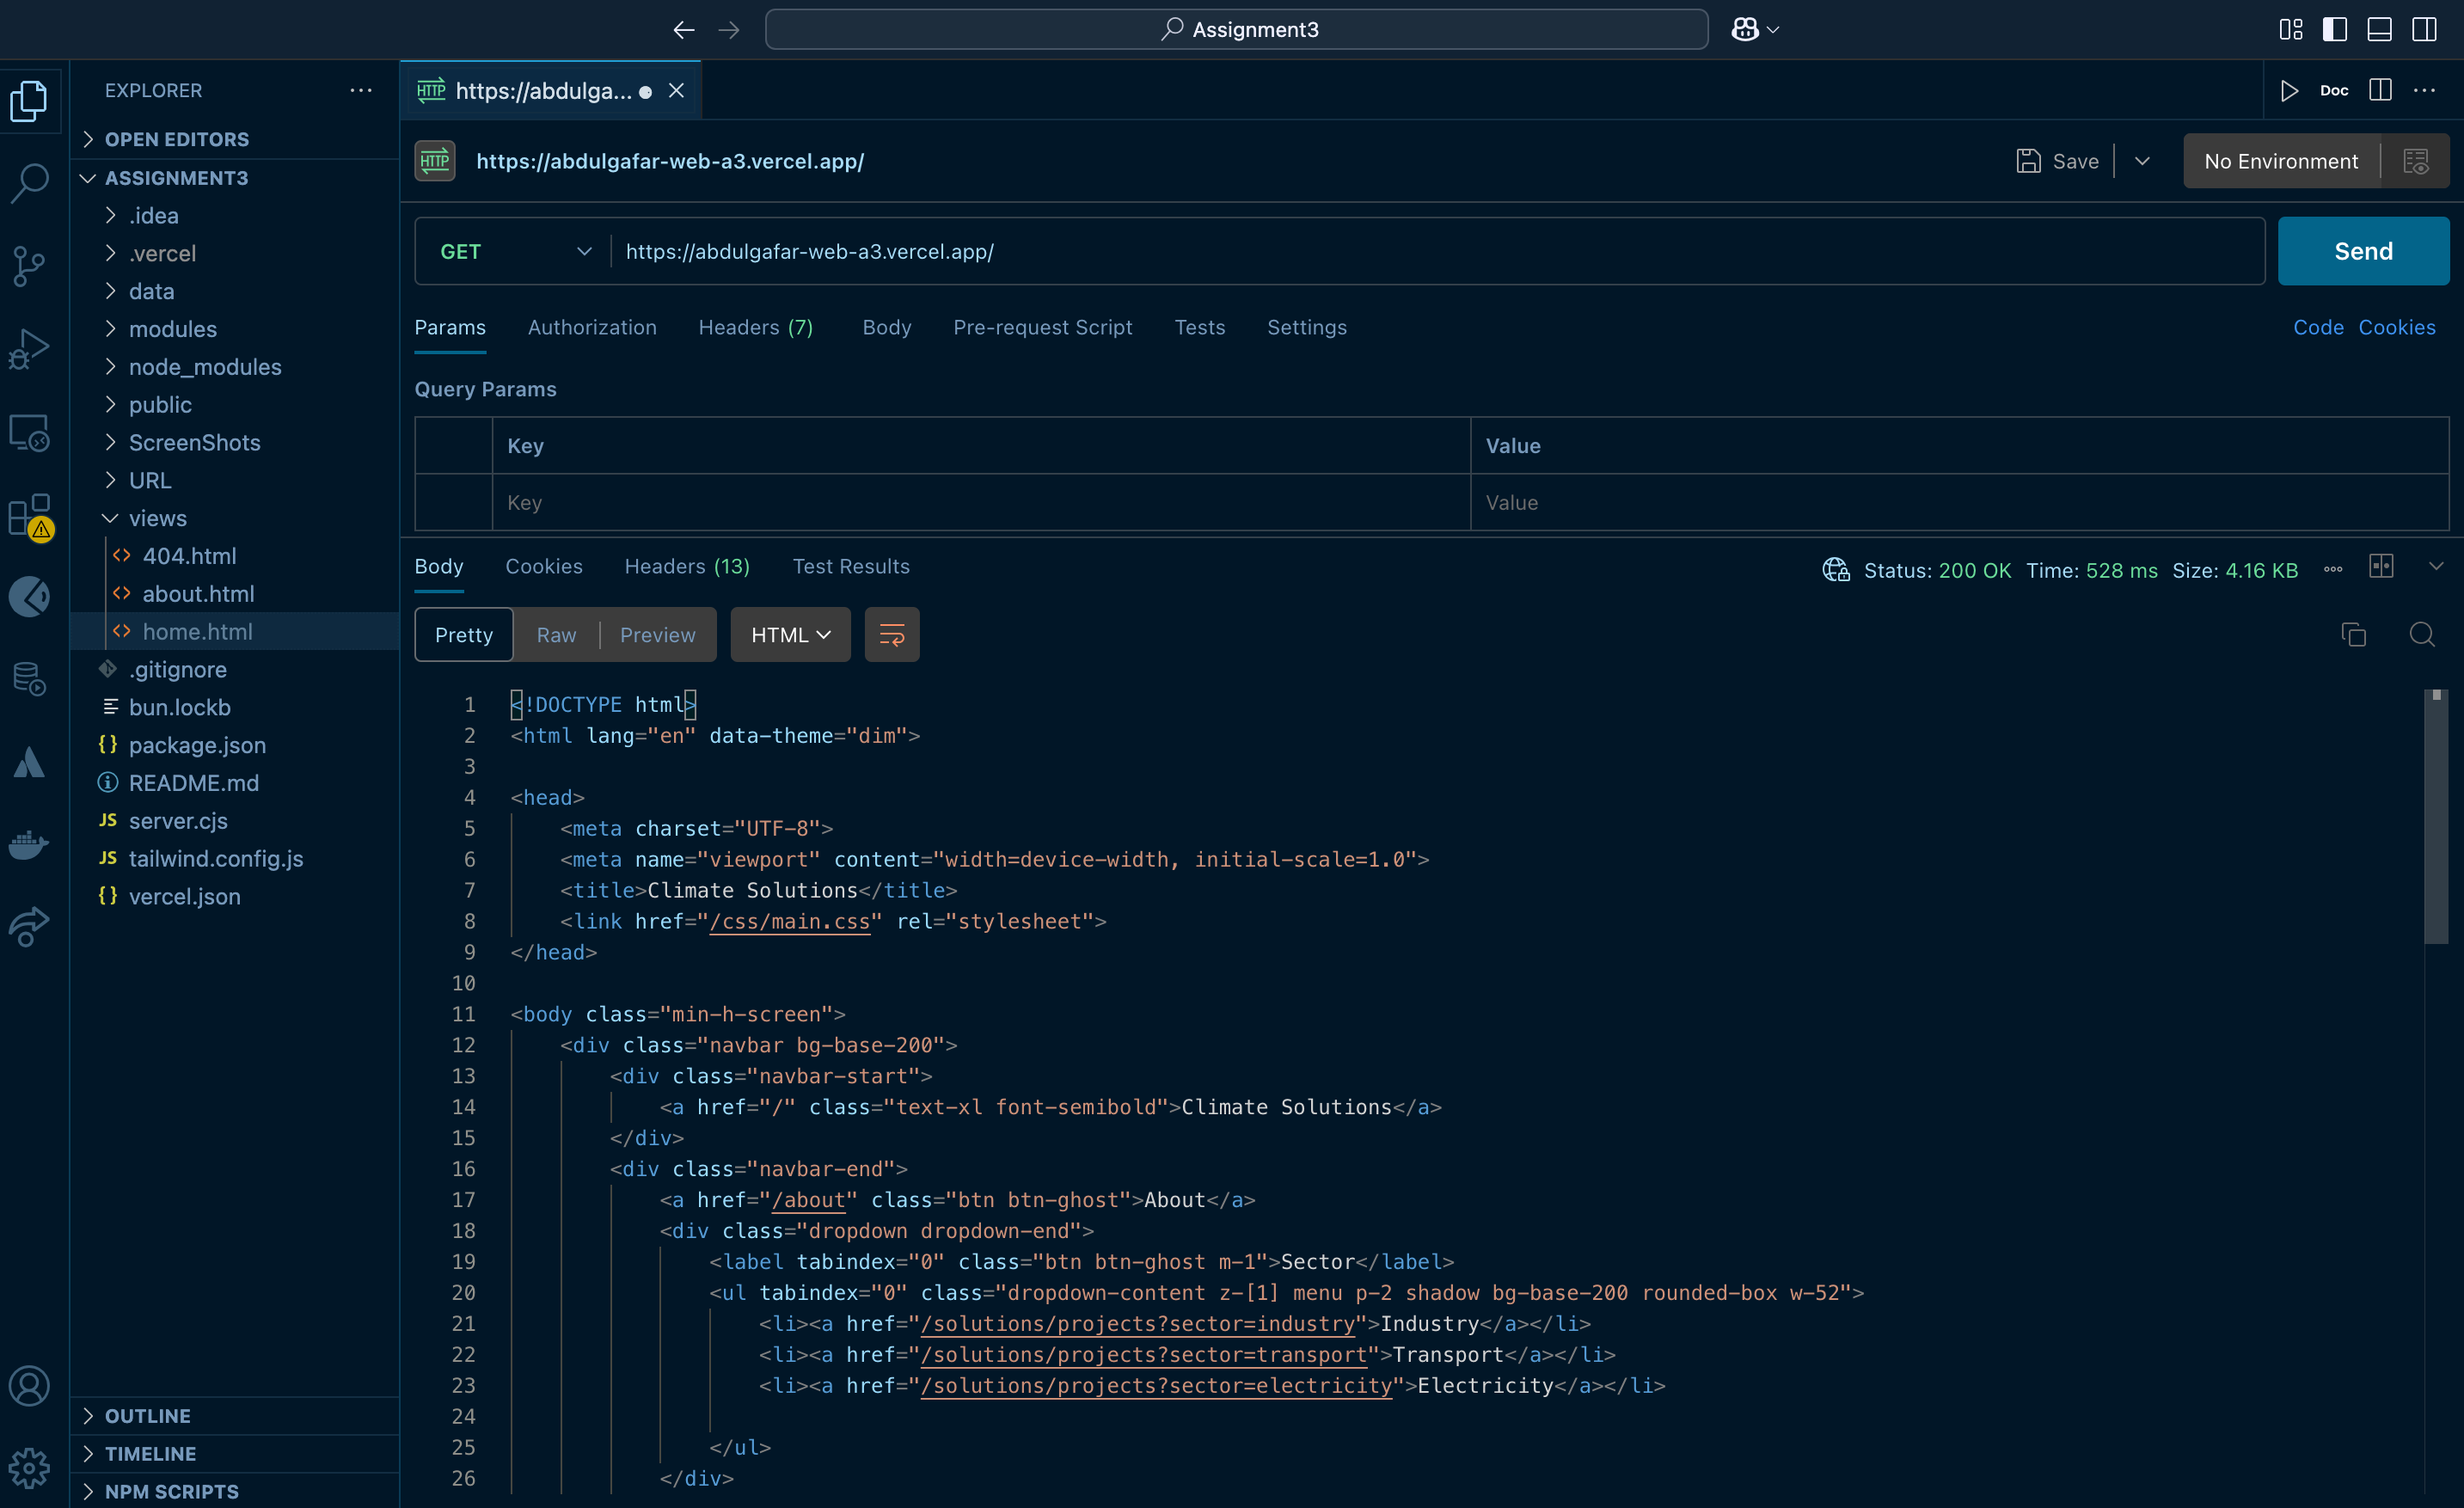 Assignment3
EXPLORER
OPEN EDITORS
ASSIGNMENT3
.idea
.vercel
data
modules
node_modules
public
ScreenShots
URL
views
404.html
about.html
home.html
.gitignore
bun.lockb
package.json
README.md
JS server.cjs
JS tailwind.config.js
vercel.json
OUTLINE
TIMELINE
NPM SCRIPTS
HTTP https://abdulga...
Doc
HTTP https://abdulgafar-web-a3.vercel.app/
Save
No Environment
GET https://abdulgafar-web-a3.vercel.app/
Send
Params Authorization Headers (7) Body Pre-request Script Tests Settings
Code Cookies
Query Params
Key Value
Key Value
Body Cookies Headers (13) Test Results
Status: 200 OK Time: 528 ms Size: 4.16 KB
Pretty Raw Preview HTML
1 <!DOCTYPE html>
2 <html lang="en" data-theme="dim">
3
4 <head>
5 <meta charset="UTF-8">
6 <meta name="viewport" content="width=device-width, initial-scale=1.0">
7 <title>Climate Solutions</title>
8 <link href="/css/main.css" rel="stylesheet">
9 </head>
10
11 <body class="min-h-screen">
12 <div class="navbar bg-base-200">
13 <div class="navbar-start">
14 <a href="/" class="text-xl font-semibold">Climate Solutions</a>
15 </div>
16 <div class="navbar-end">
17 <a href="/about" class="btn btn-ghost">About</a>
18 <div class="dropdown dropdown-end">
19 <label tabindex="0" class="btn btn-ghost m-1">Sector</label>
20 <ul tabindex="0" class="dropdown-content z-[1] menu p-2 shadow bg-base-200 rounded-box w-52">
21 <li><a href="/solutions/projects?sector=industry">Industry</a></li>
22 <li><a href="/solutions/projects?sector=transport">Transport</a></li>
23 <li><a href="/solutions/projects?sector=electricity">Electricity</a></li>
24
25 </ul>
26 </div>